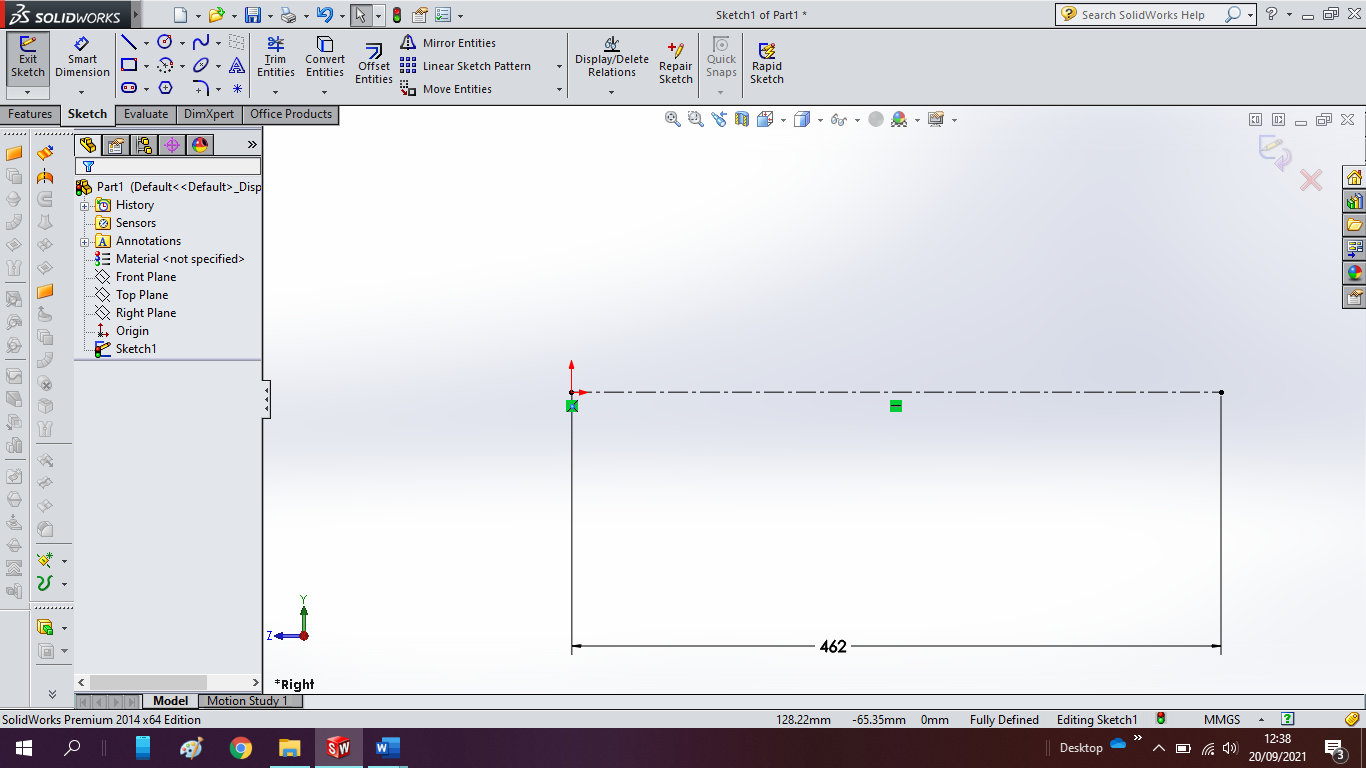 SOLIDWORKS
Sketch1 of Part1 *
Search SolidWorks Help
Exit Sketch
Smart Dimension
Trim Entities
Convert Entities
Offset Entities
Mirror Entities
Linear Sketch Pattern
Move Entities
Display/Delete Relations
Repair Sketch
Quick Snaps
Rapid Sketch
Features
Sketch
Evaluate
DimXpert
Office Products
Part1 (Default<<Default>_Disp
History
Sensors
Annotations
Material <not specified>
Front Plane
Top Plane
Right Plane
Origin
Sketch1
462
Y
Z
*Right
Model
Motion Study 1
SolidWorks Premium 2014 x64 Edition
128.22mm
-65.35mm
0mm
Fully Defined
Editing Sketch1
MMGS
Desktop
12:38
20/09/2021
3